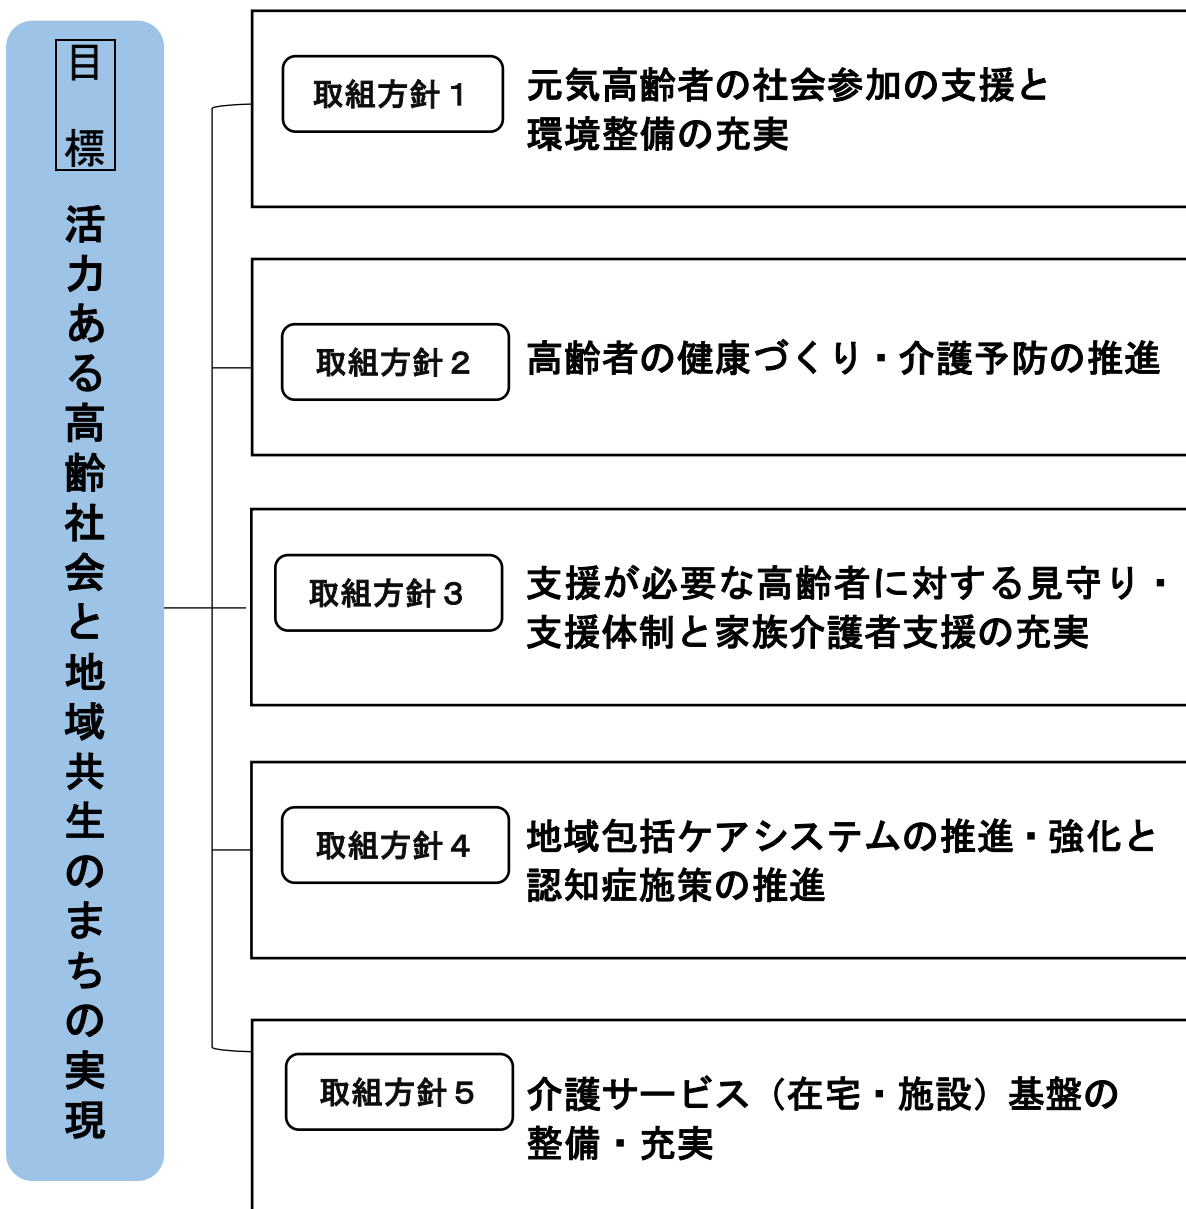 目標
活力ある高齢社会と地域共生のまちの実現
取組方針１
元気高齢者の社会参加の支援と
環境整備の充実
取組方針２
高齢者の健康づくり・介護予防の推進
取組方針３
支援が必要な高齢者に対する見守り・
支援体制と家族介護者支援の充実
取組方針４
地域包括ケアシステムの推進・強化と
認知症施策の推進
取組方針５
介護サービス（在宅・施設）基盤の
整備・充実